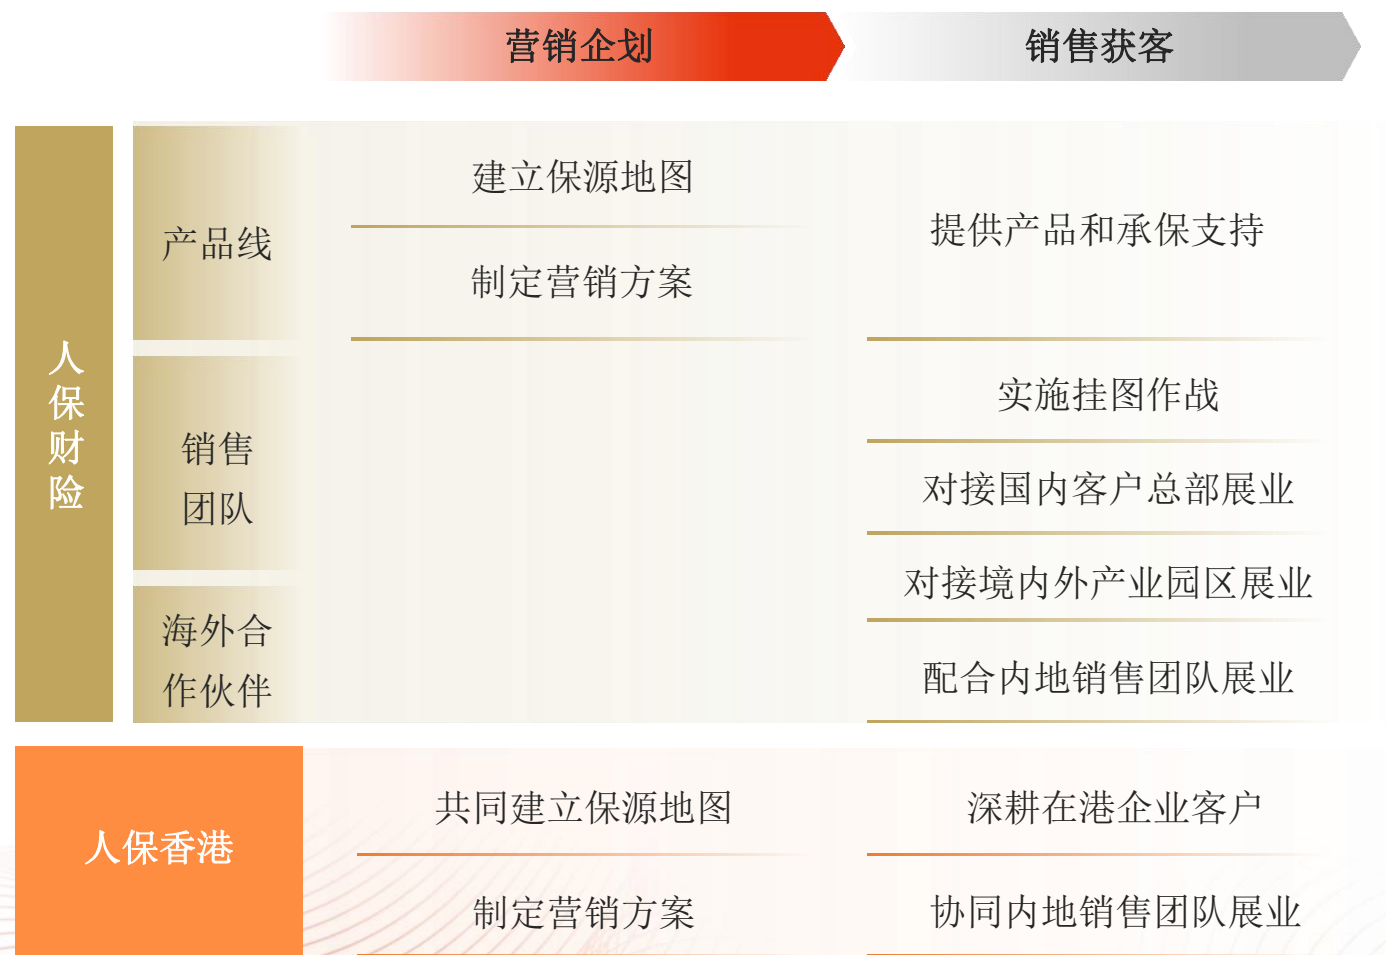 营销企划
销售获客
人保财险
产品线
建立保源地图
制定营销方案
提供产品和承保支持
销售
团队
实施挂图作战
对接国内客户总部展业
对接境内外产业园区展业
海外合
作伙伴
配合内地销售团队展业
人保香港
共同建立保源地图
制定营销方案
深耕在港企业客户
协同内地销售团队展业